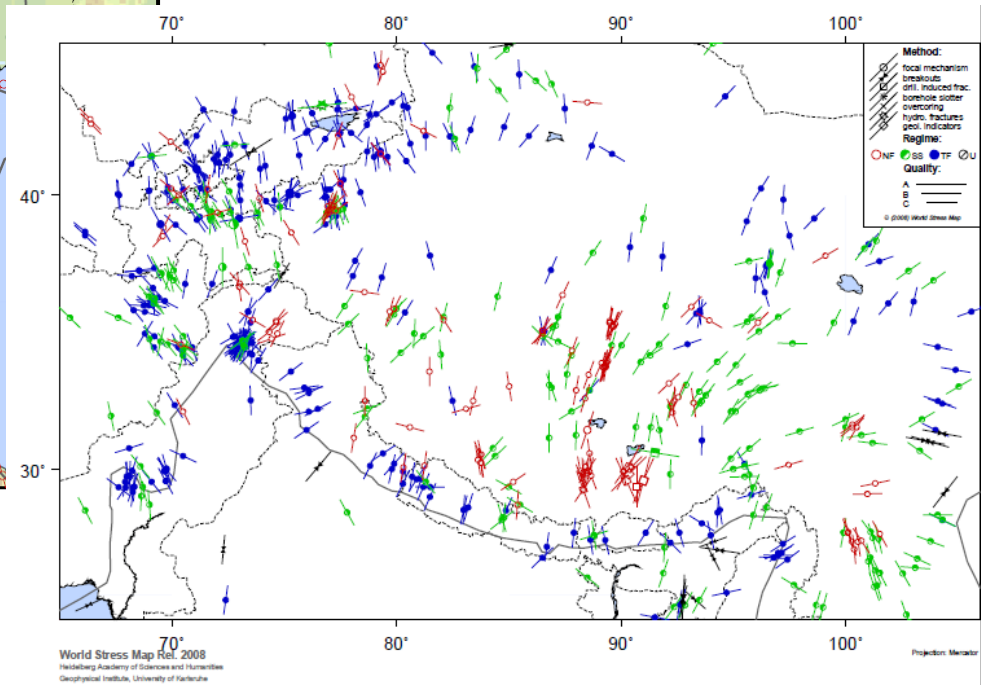 70° 80° 90° 100°
Method:
focal mechanism
breakouts
drill. induced frac.
borehole slotter
overcoring
hydro. fractures
geol. indicators
Regime:
NF SS TF U
Quality:
A
B
C
© (2008) World Stress Map
40°
30°
70° 80° 90° 100°
World Stress Map Rel. 2008
Projection: Mercator
Heidelberg Academy of Sciences and Humanities
Geophysical Institute, University of Karlsruhe